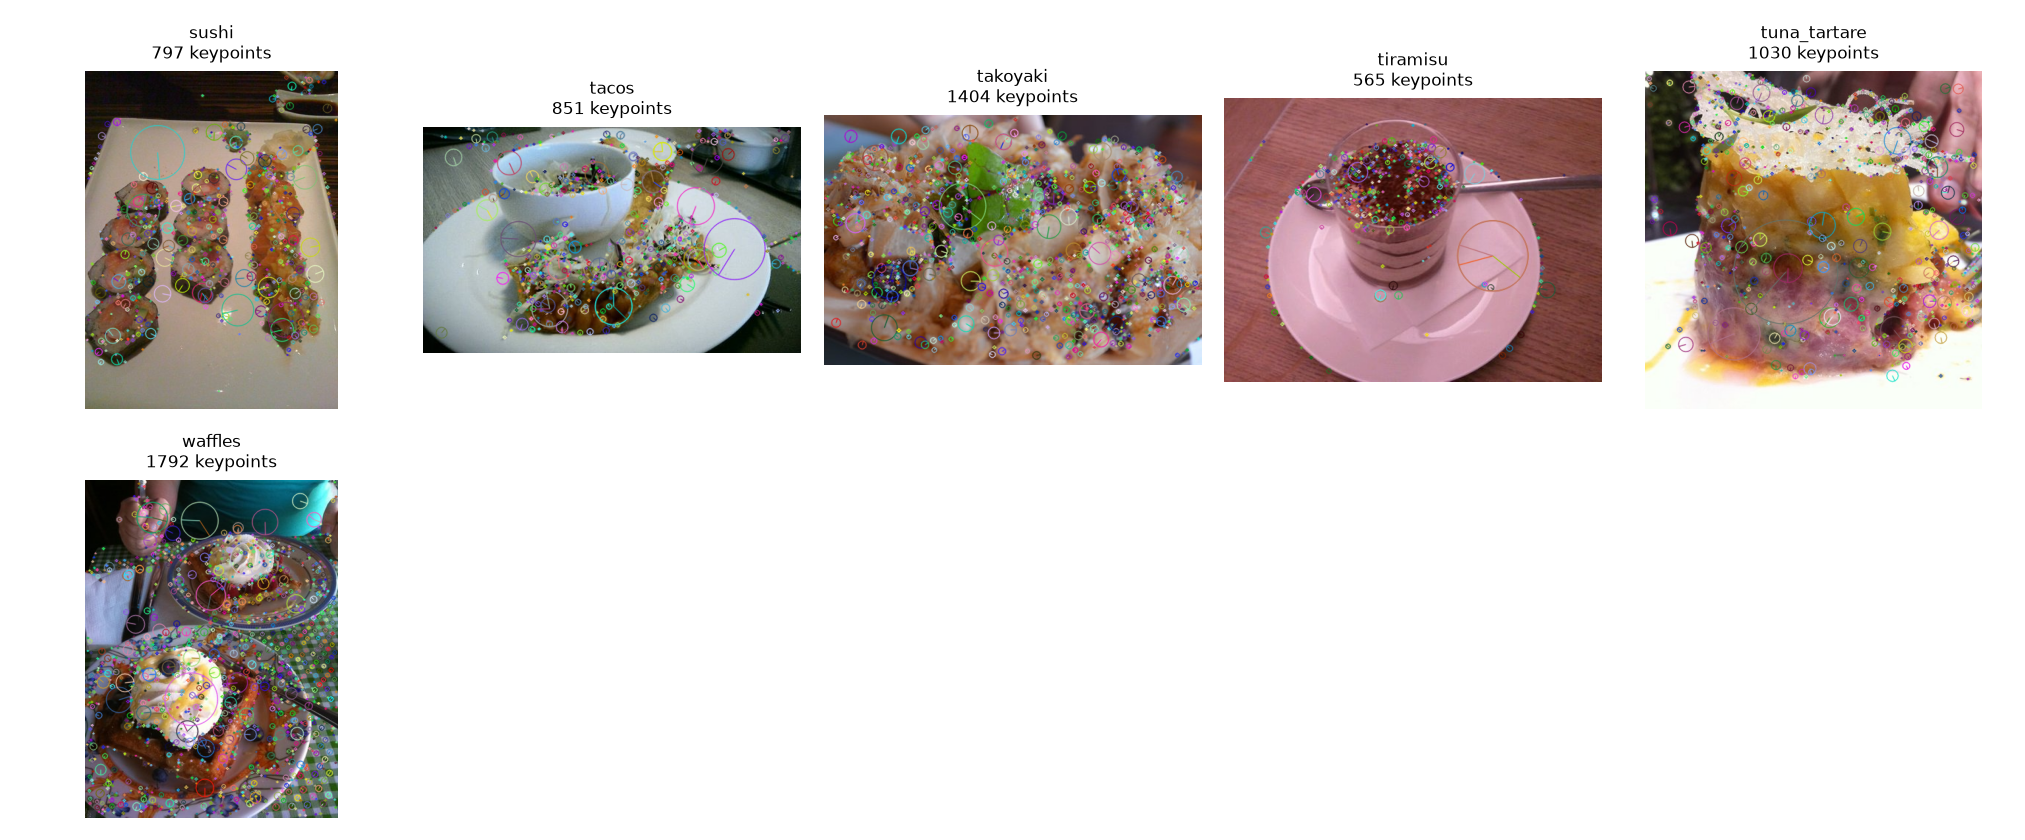 sushi
797 keypoints
tacos
851 keypoints
takoyaki
1404 keypoints
tiramisu
565 keypoints
tuna_tartare
1030 keypoints
waffles
1792 keypoints